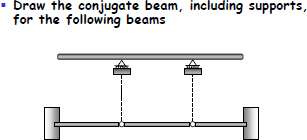 ▪ Draw the conjugate beam, including supports,
for the following beams